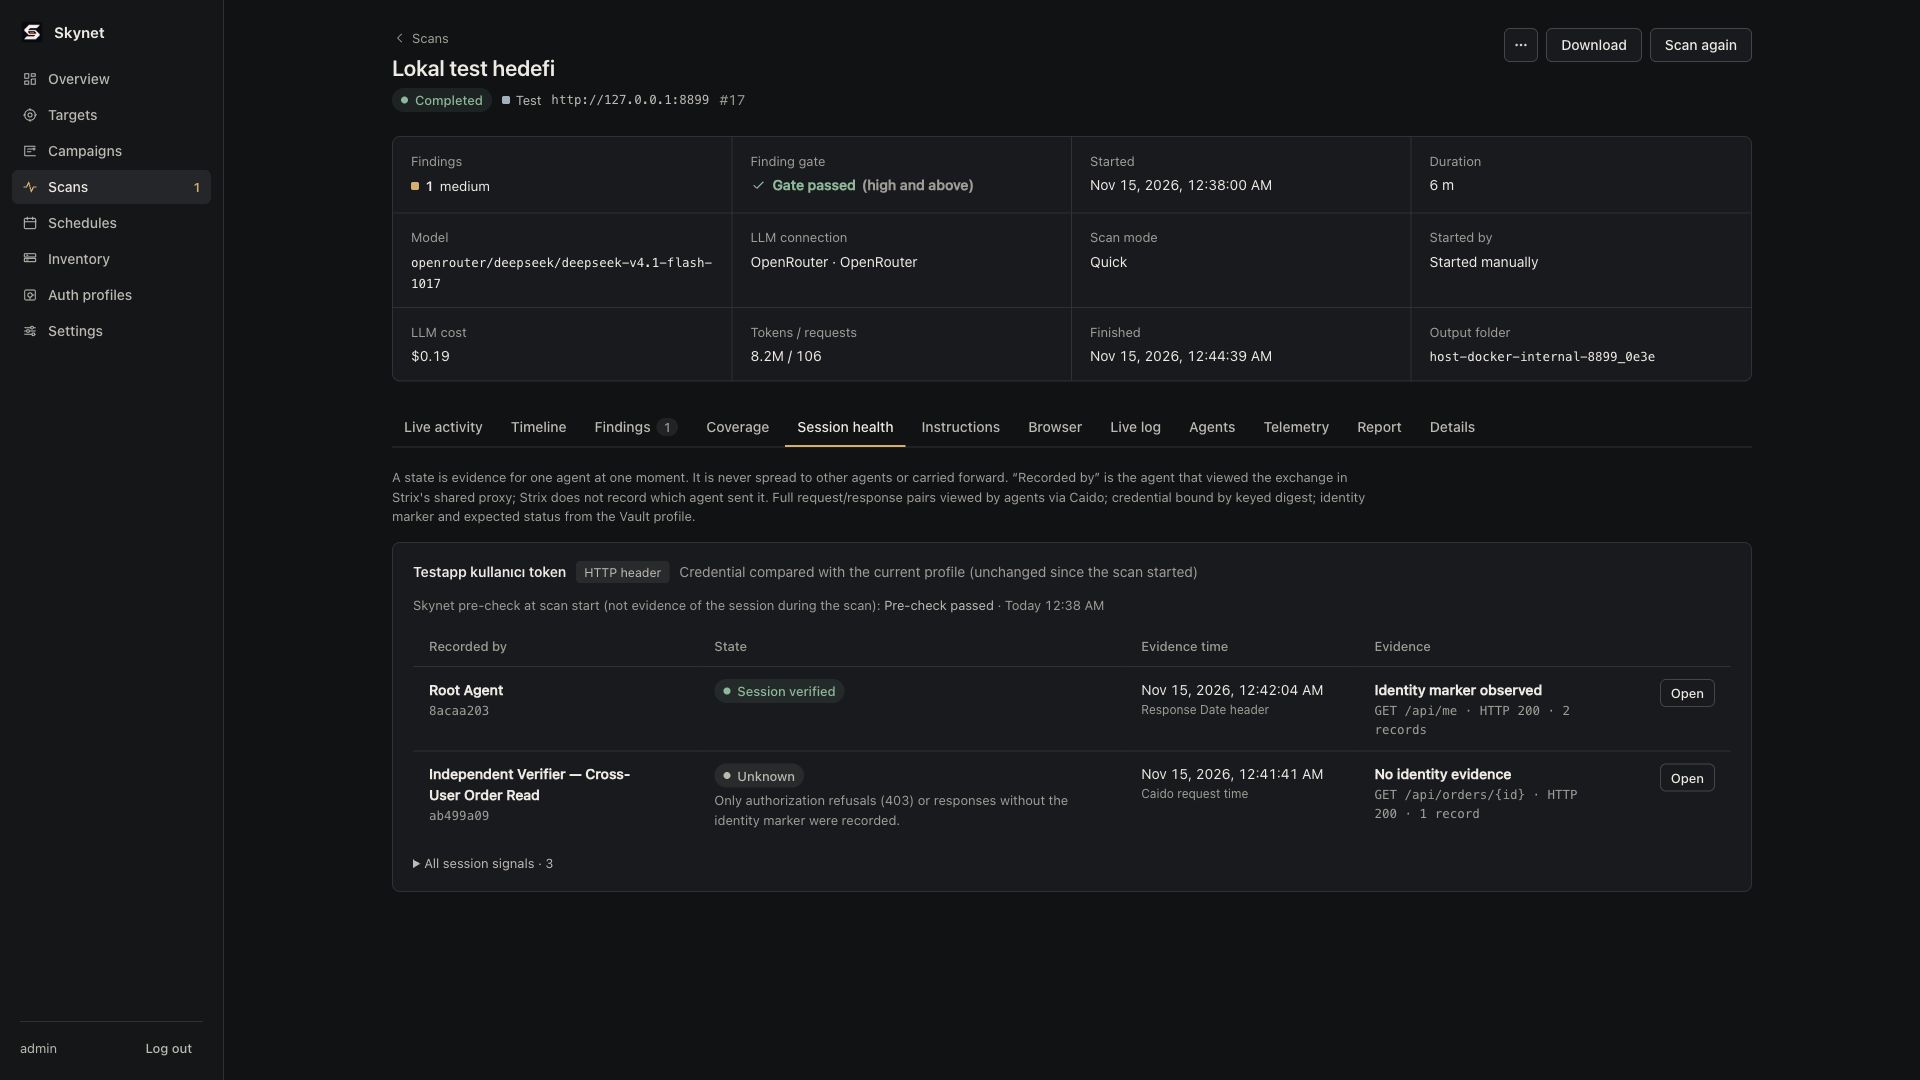 Skynet
Overview
Targets
Campaigns
Scans 1
Schedules
Inventory
Auth profiles
Settings
admin
Log out
Scans
Lokal test hedefi
Completed Test http://127.0.0.1:8899 #17
... Download Scan again
Findings
1 medium
Finding gate
Gate passed (high and above)
Started
Nov 15, 2026, 12:38:00 AM
Duration
6 m
Model
openrouter/deepseek/deepseek-v4.1-flash-
1017
LLM connection
OpenRouter · OpenRouter
Scan mode
Quick
Started by
Started manually
LLM cost
$0.19
Tokens / requests
8.2M / 106
Finished
Nov 15, 2026, 12:44:39 AM
Output folder
host-docker-internal-8899_0e3e
Live activity Timeline Findings 1 Coverage Session health Instructions Browser Live log Agents Telemetry Report Details
A state is evidence for one agent at one moment. It is never spread to other agents or carried forward. “Recorded by” is the agent that viewed the exchange in
Strix's shared proxy; Strix does not record which agent sent it. Full request/response pairs viewed by agents via Caido; credential bound by keyed digest; identity
marker and expected status from the Vault profile.
Testapp kullanıcı token HTTP header Credential compared with the current profile (unchanged since the scan started)
Skynet pre-check at scan start (not evidence of the session during the scan): Pre-check passed · Today 12:38 AM
Recorded by State Evidence time Evidence
Root Agent
8acaa203
Session verified
Nov 15, 2026, 12:42:04 AM
Response Date header
Identity marker observed
GET /api/me · HTTP 200 · 2
records
Open
Independent Verifier — Cross-
User Order Read
ab499a09
Unknown
Only authorization refusals (403) or responses without the
identity marker were recorded.
Nov 15, 2026, 12:41:41 AM
Caido request time
No identity evidence
GET /api/orders/{id} · HTTP
200 · 1 record
Open
All session signals · 3